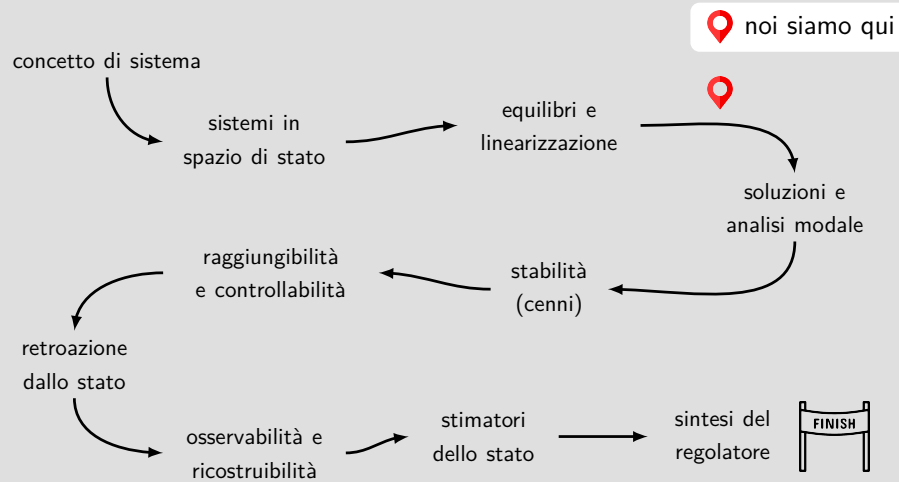 noi siamo qui
concetto di sistema
sistemi in
spazio di stato
equilibri e
linearizzazione
soluzioni e
analisi modale
stabilità
(cenni)
raggiungibilità
e controllabilità
retroazione
dallo stato
osservabilità e
ricostruibilità
stimatori
dello stato
sintesi del
regolatore
FINISH